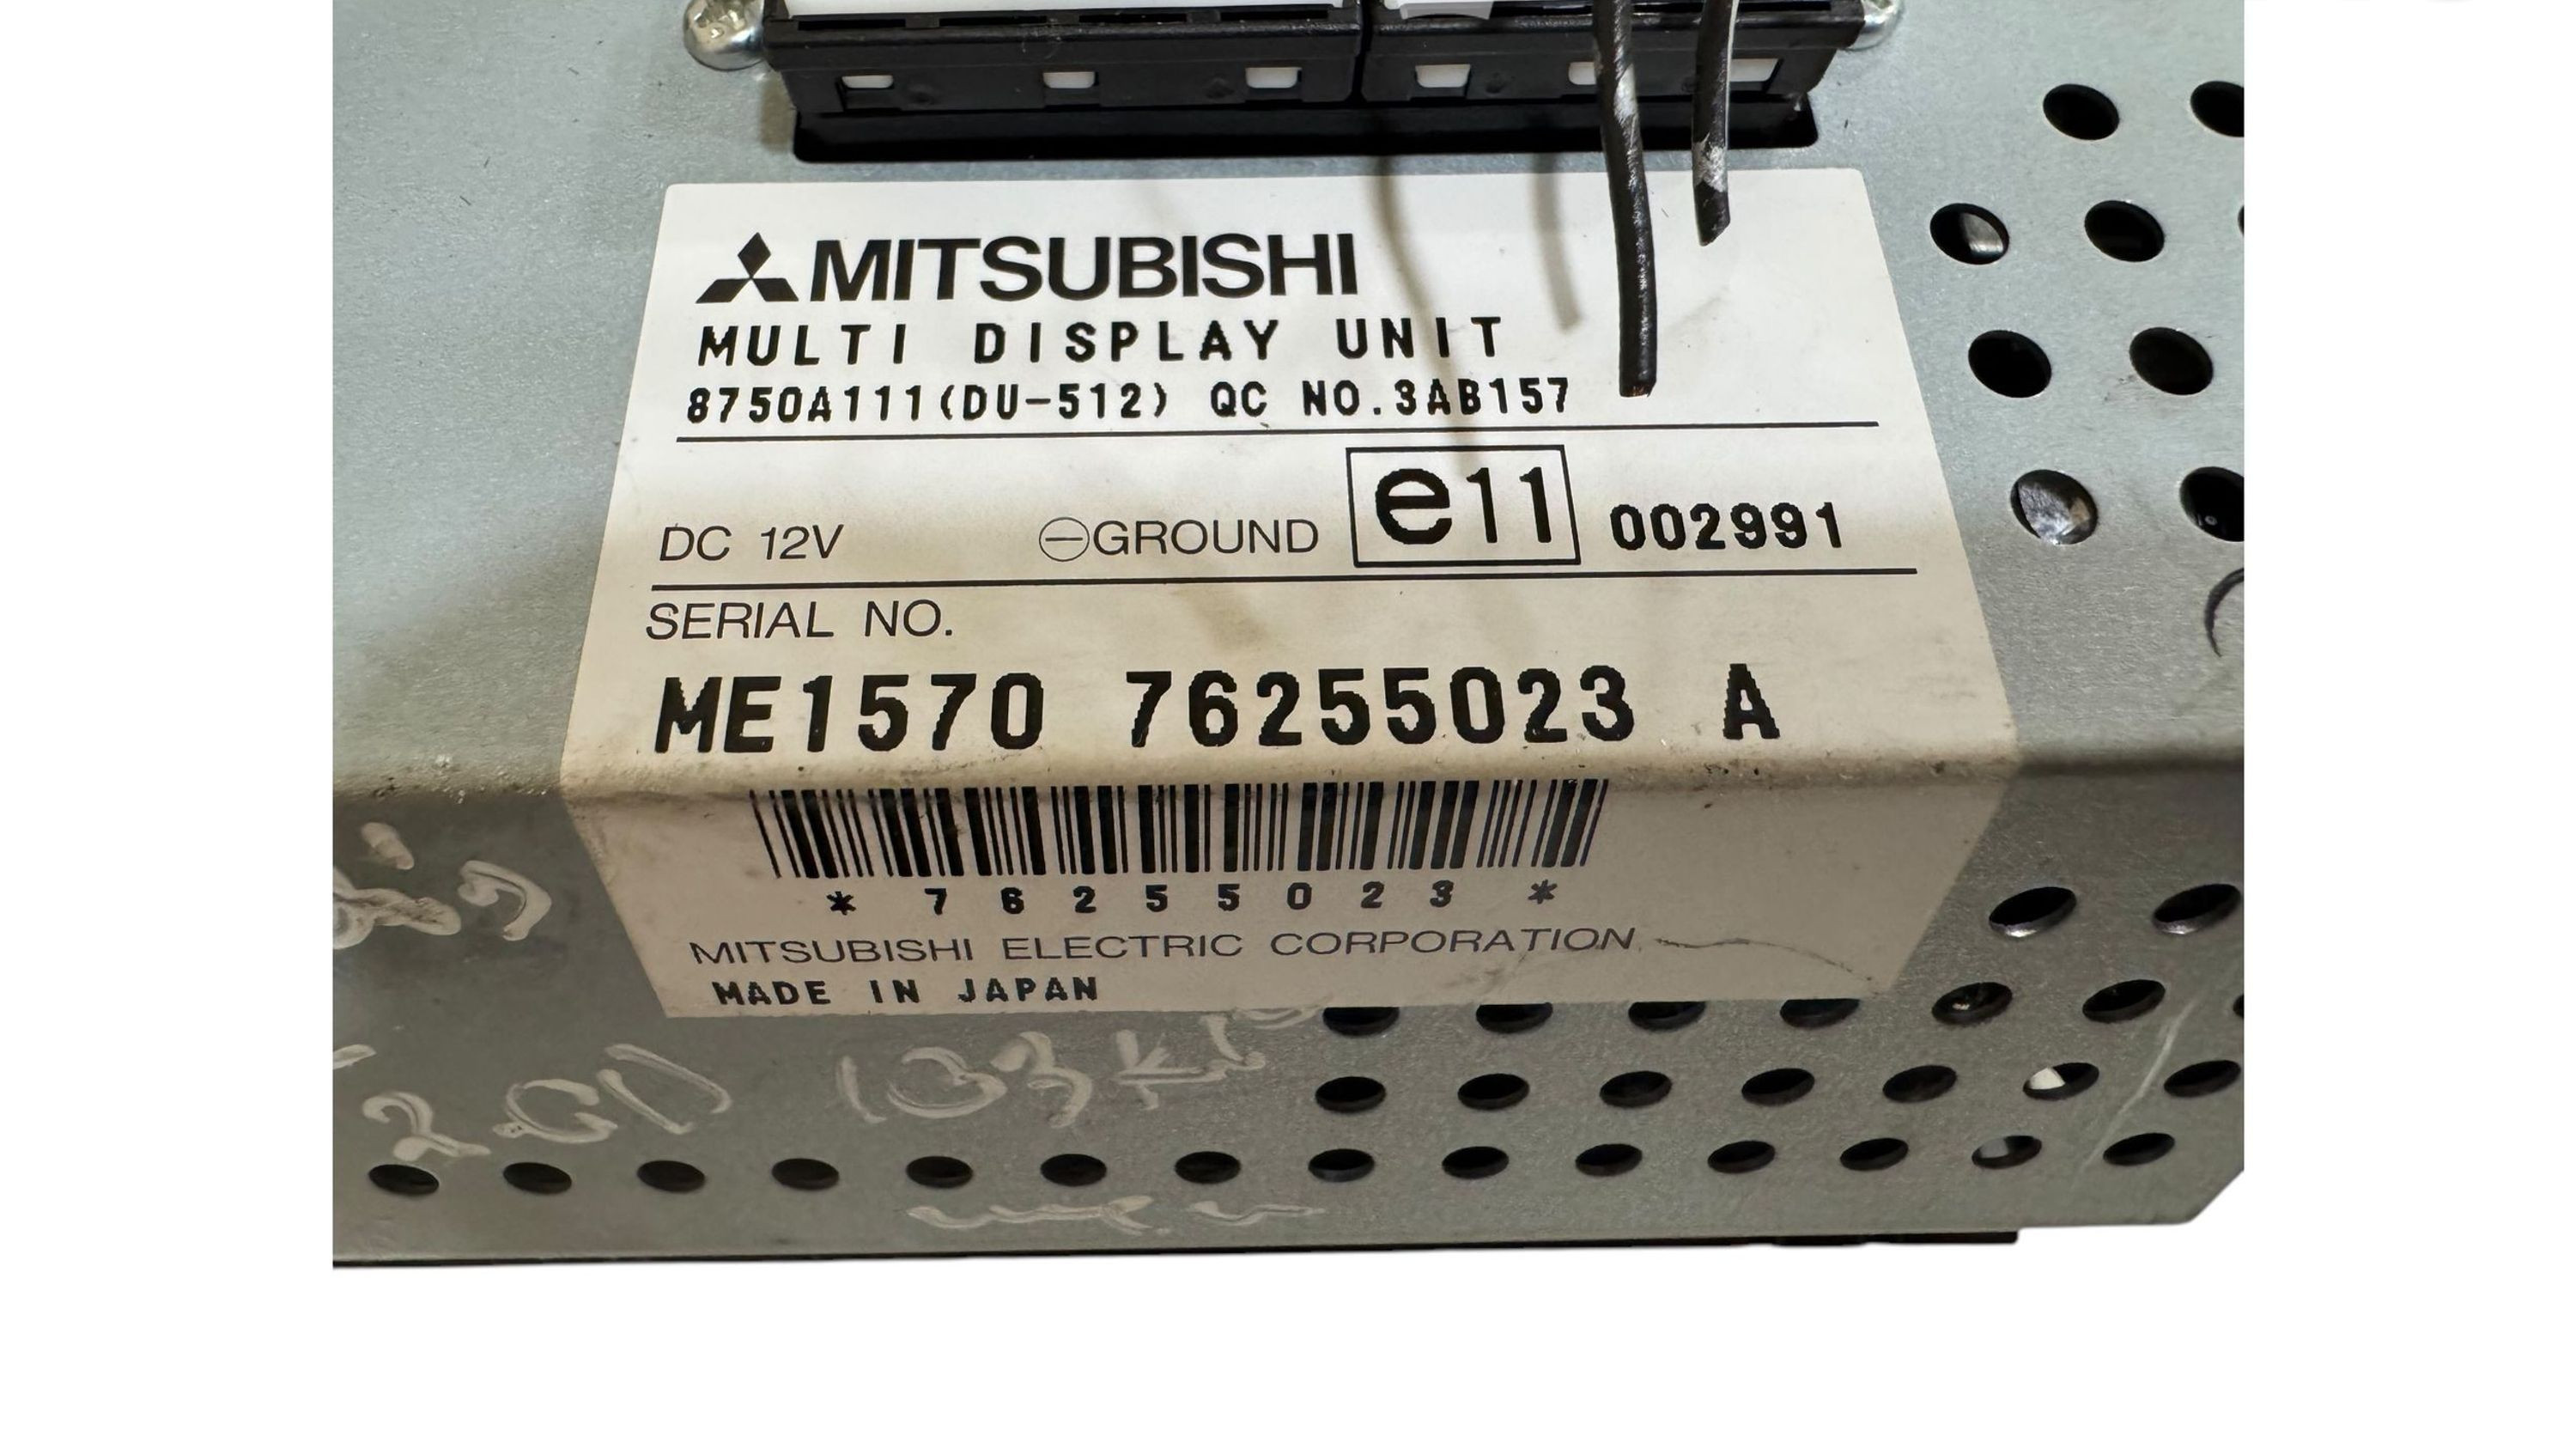 MITSUBISHI
MULTI DISPLAY UNIT
8750A111(DU-512) QC NO.3AB157
DC 12V ⊖GROUND e11 002991
SERIAL NO.
ME1570 76255023 A
* 7 6 2 5 5 0 2 3 *
MITSUBISHI ELECTRIC CORPORATION
MADE IN JAPAN